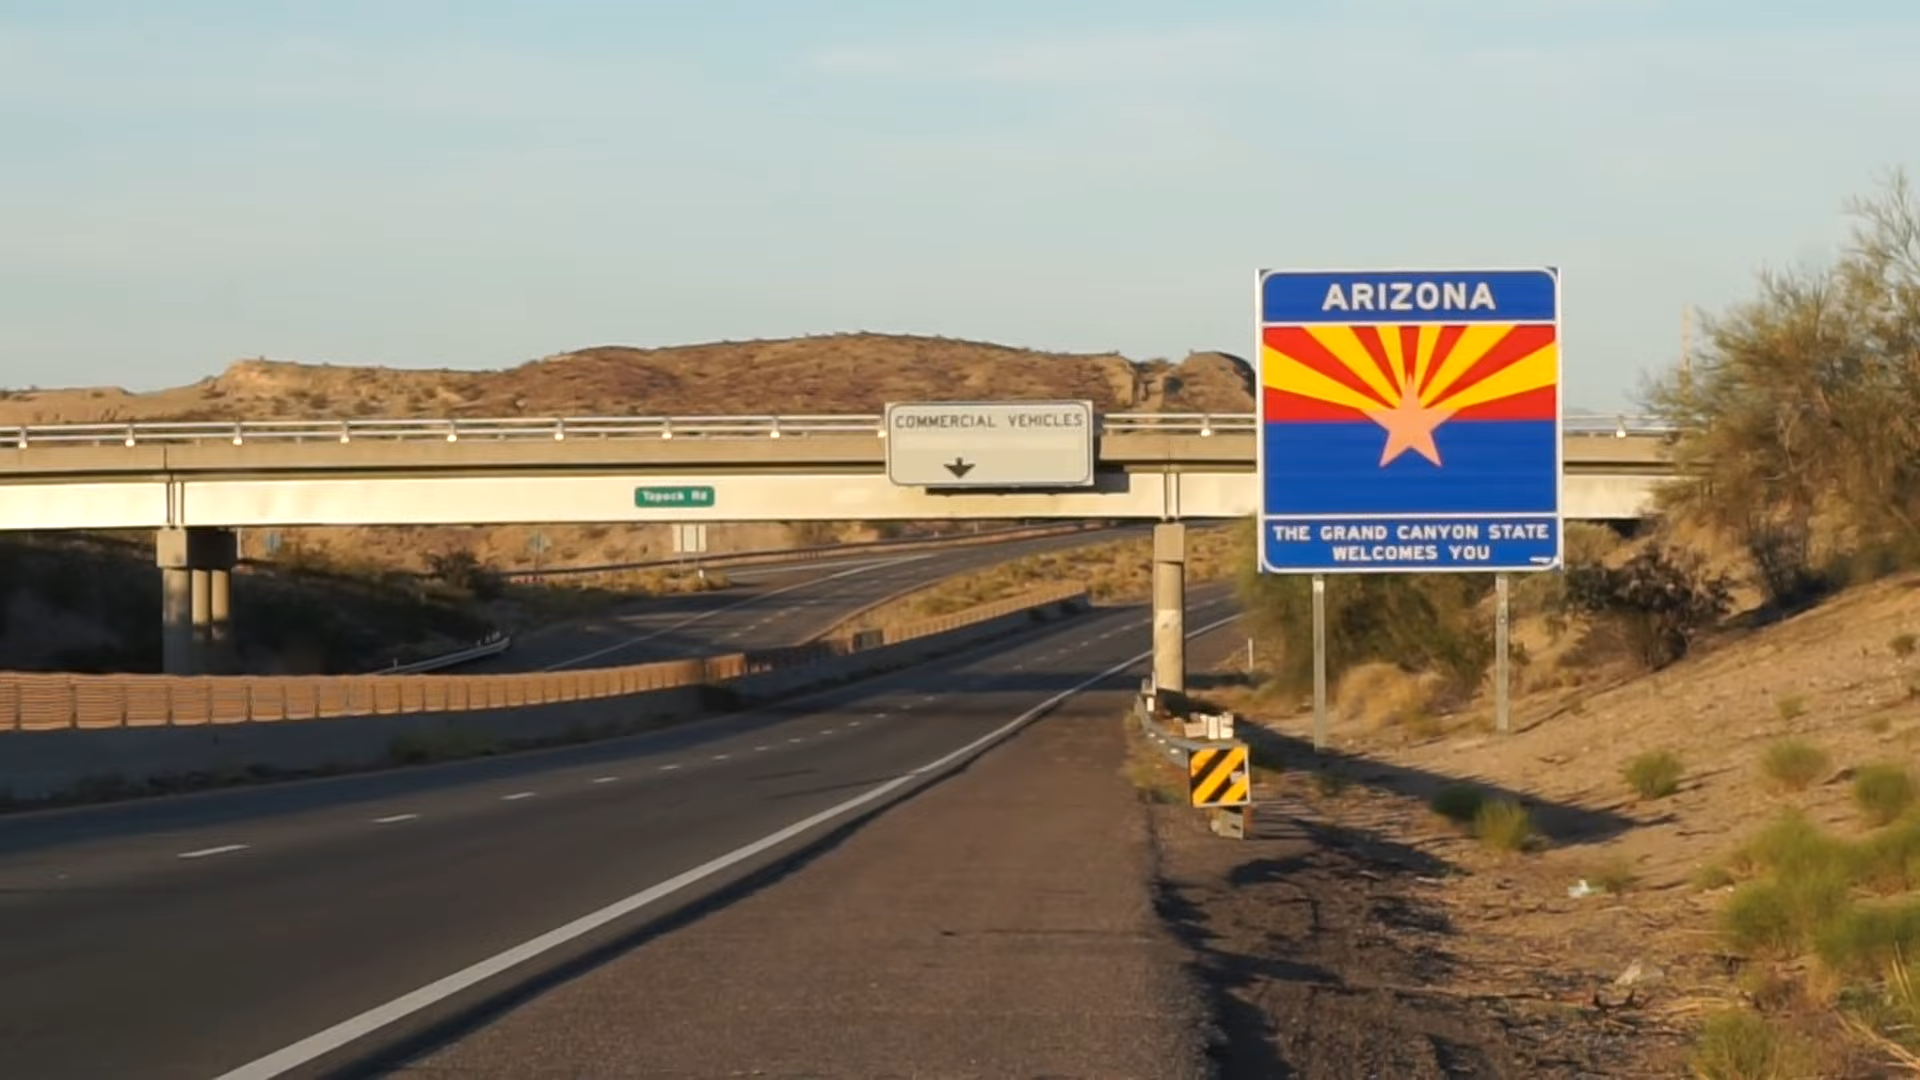 ARIZONA
COMMERCIAL VEHICLES
Topock Rd
THE GRAND CANYON STATE
WELCOMES YOU